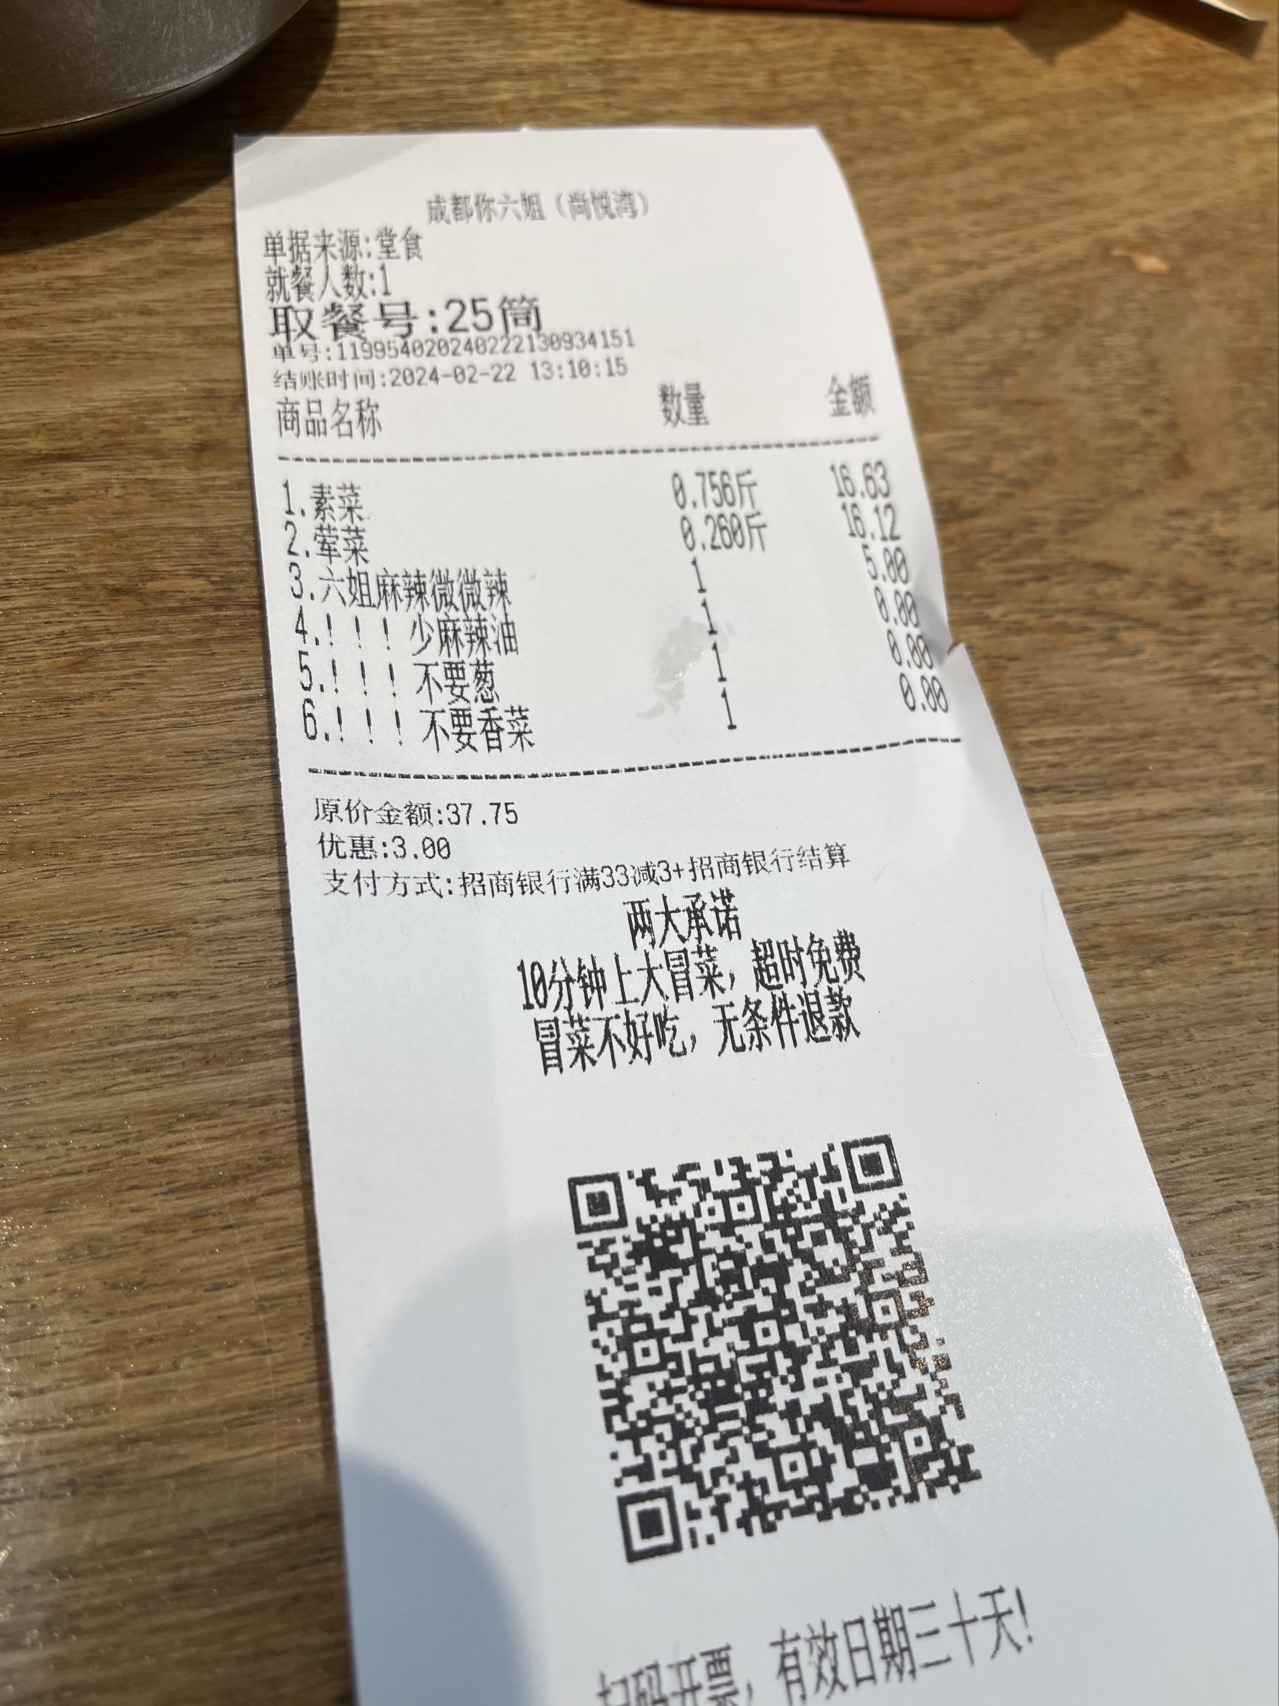 成都你六姐（尚悦湾）
单据来源:堂食
就餐人数:1
取餐号:25筒
单号:119954020240222130934151
结账时间:2024-02-22 13:10:15
商品名称 数量 金额
1.素菜 0.756斤 16.63
2.荤菜 0.260斤 16.12
3.六姐麻辣微微辣 1 5.00
4.！！！少麻辣油 1 0.00
5.！！！不要葱 1 0.00
6.！！！不要香菜 1 0.00
原价金额:37.75
优惠:3.00
支付方式:招商银行满33减3+招商银行结算
两大承诺
10分钟上大冒菜，超时免费
冒菜不好吃，无条件退款
扫码开票，有效日期三十天!